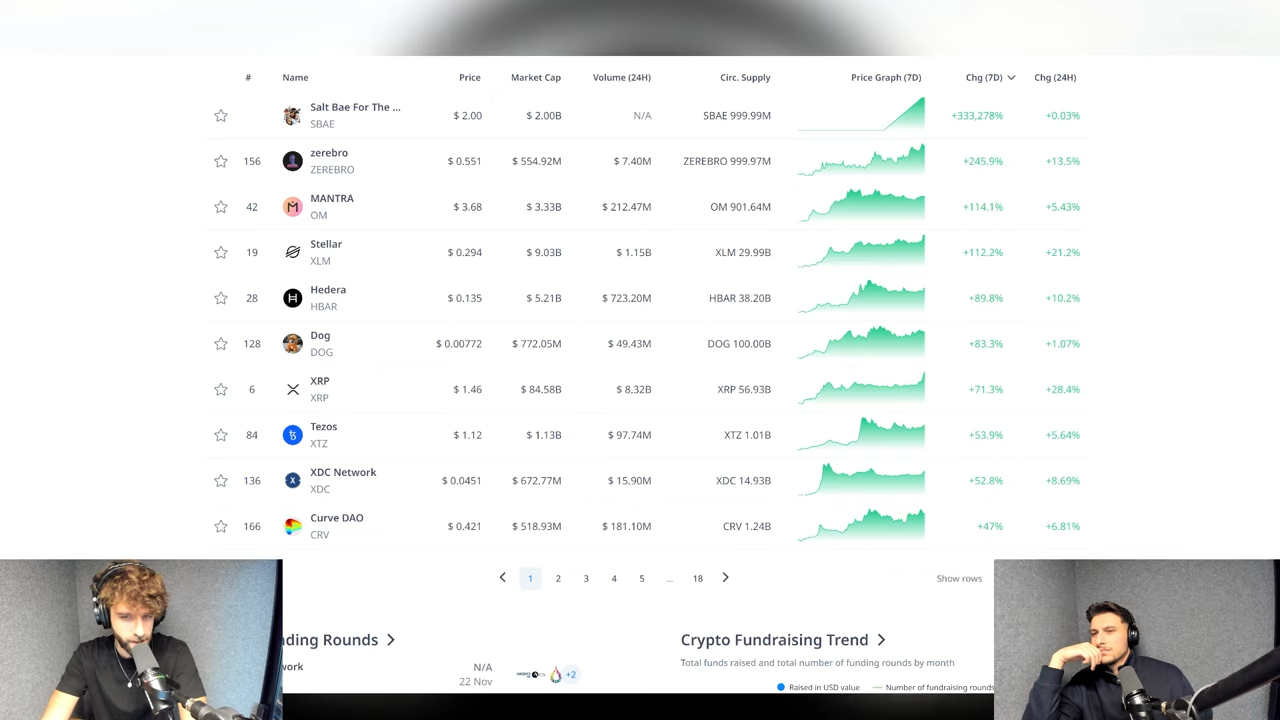 # Name Price Market Cap Volume (24H) Circ. Supply Price Graph (7D) Chg (7D) Chg (24H)
Salt Bae For The ...
SBAE
$ 2.00 $ 2.00B N/A SBAE 999.99M +333,278% +0.03%
156 zerebro
ZEREBRO
$ 0.551 $ 554.92M $ 7.40M ZEREBRO 999.97M +245.9% +13.5%
42 MANTRA
OM
$ 3.68 $ 3.33B $ 212.47M OM 901.64M +114.1% +5.43%
19 Stellar
XLM
$ 0.294 $ 9.03B $ 1.15B XLM 29.99B +112.2% +21.2%
28 Hedera
HBAR
$ 0.135 $ 5.21B $ 723.20M HBAR 38.20B +89.8% +10.2%
128 Dog
DOG
$ 0.00772 $ 772.05M $ 49.43M DOG 100.00B +83.3% +1.07%
6 XRP
XRP
$ 1.46 $ 84.58B $ 8.32B XRP 56.93B +71.3% +28.4%
84 Tezos
XTZ
$ 1.12 $ 1.13B $ 97.74M XTZ 1.01B +53.9% +5.64%
136 XDC Network
XDC
$ 0.0451 $ 672.77M $ 15.90M XDC 14.93B +52.8% +8.69%
166 Curve DAO
CRV
$ 0.421 $ 518.93M $ 181.10M CRV 1.24B +47% +6.81%
1 2 3 4 5 ... 18
Show rows
nding Rounds
work
N/A
22 Nov
+2
Crypto Fundraising Trend
Total funds raised and total number of funding rounds by month
Raised in USD value Number of fundraising rounds